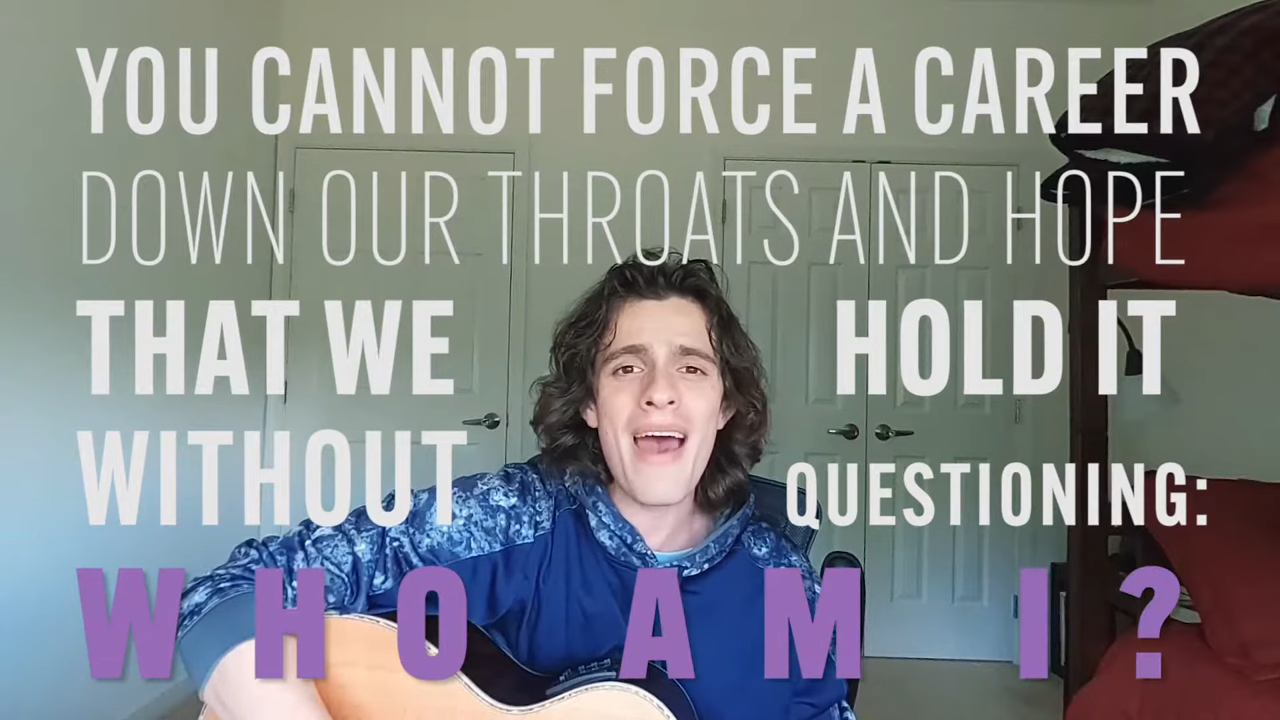 YOU CANNOT FORCE A CAREER
DOWN OUR THROATS AND HOPE
THAT WE HOLD IT
WITHOUT QUESTIONING:
WHO AM I?